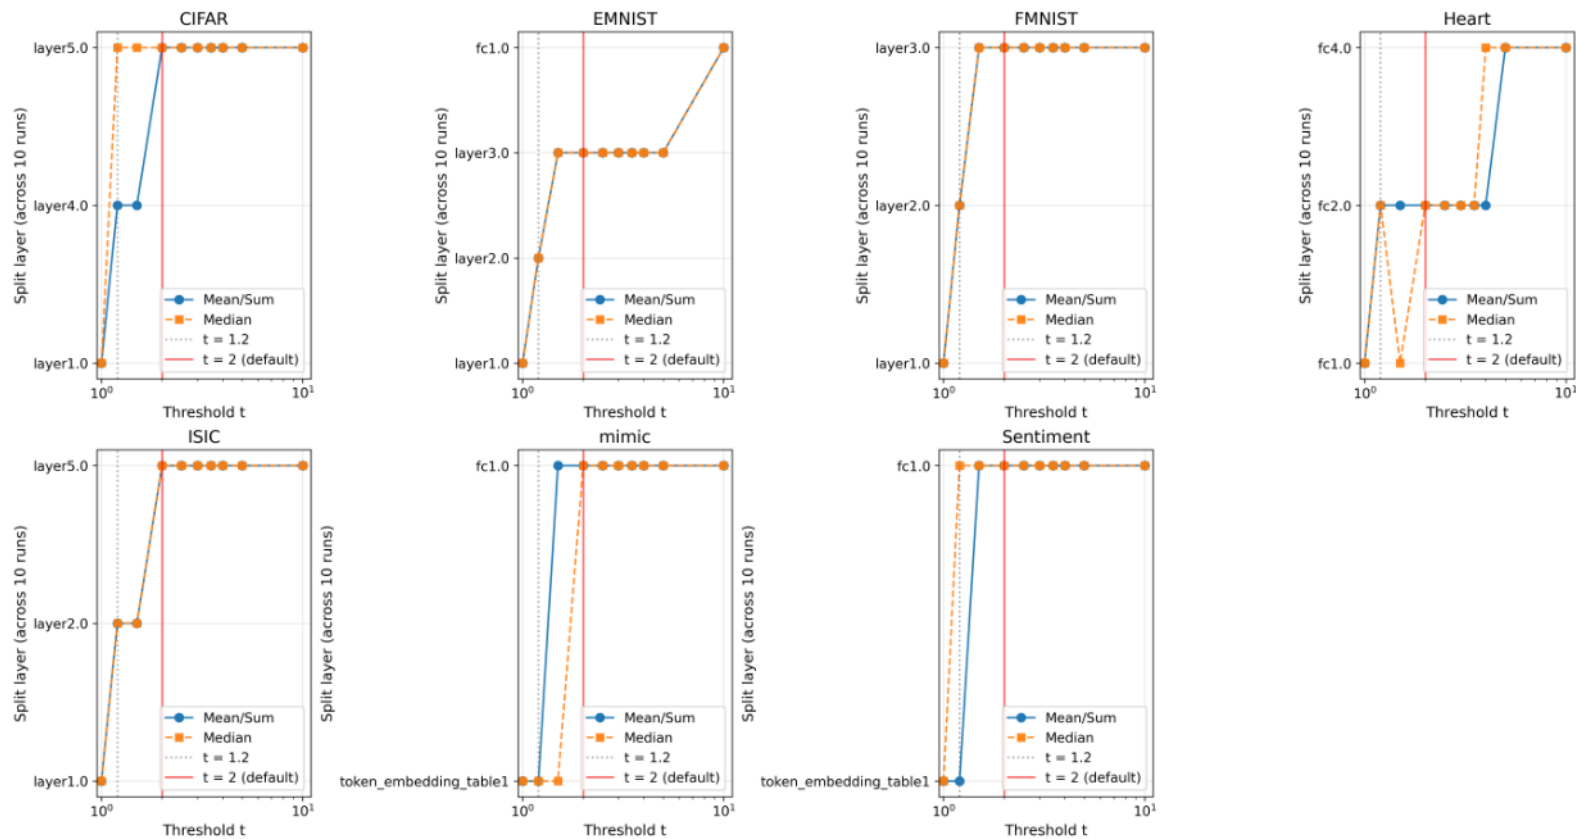 CIFAR
layer5.0
layer4.0
layer1.0
Split layer (across 10 runs)
Mean/Sum
Median
t = 1.2
t = 2 (default)
10⁰
10¹
Threshold t
EMNIST
fc1.0
layer3.0
layer2.0
layer1.0
Split layer (across 10 runs)
Mean/Sum
Median
t = 1.2
t = 2 (default)
10⁰
10¹
Threshold t
FMNIST
layer3.0
layer2.0
layer1.0
Split layer (across 10 runs)
Mean/Sum
Median
t = 1.2
t = 2 (default)
10⁰
10¹
Threshold t
Heart
fc4.0
fc2.0
fc1.0
Split layer (across 10 runs)
Mean/Sum
Median
t = 1.2
t = 2 (default)
10⁰
10¹
Threshold t
ISIC
layer5.0
layer2.0
layer1.0
Split layer (across 10 runs)
Mean/Sum
Median
t = 1.2
t = 2 (default)
10⁰
10¹
Threshold t
mimic
fc1.0
token_embedding_table1
Split layer (across 10 runs)
Mean/Sum
Median
t = 1.2
t = 2 (default)
10⁰
10¹
Threshold t
Sentiment
fc1.0
token_embedding_table1
Split layer (across 10 runs)
Mean/Sum
Median
t = 1.2
t = 2 (default)
10⁰
10¹
Threshold t